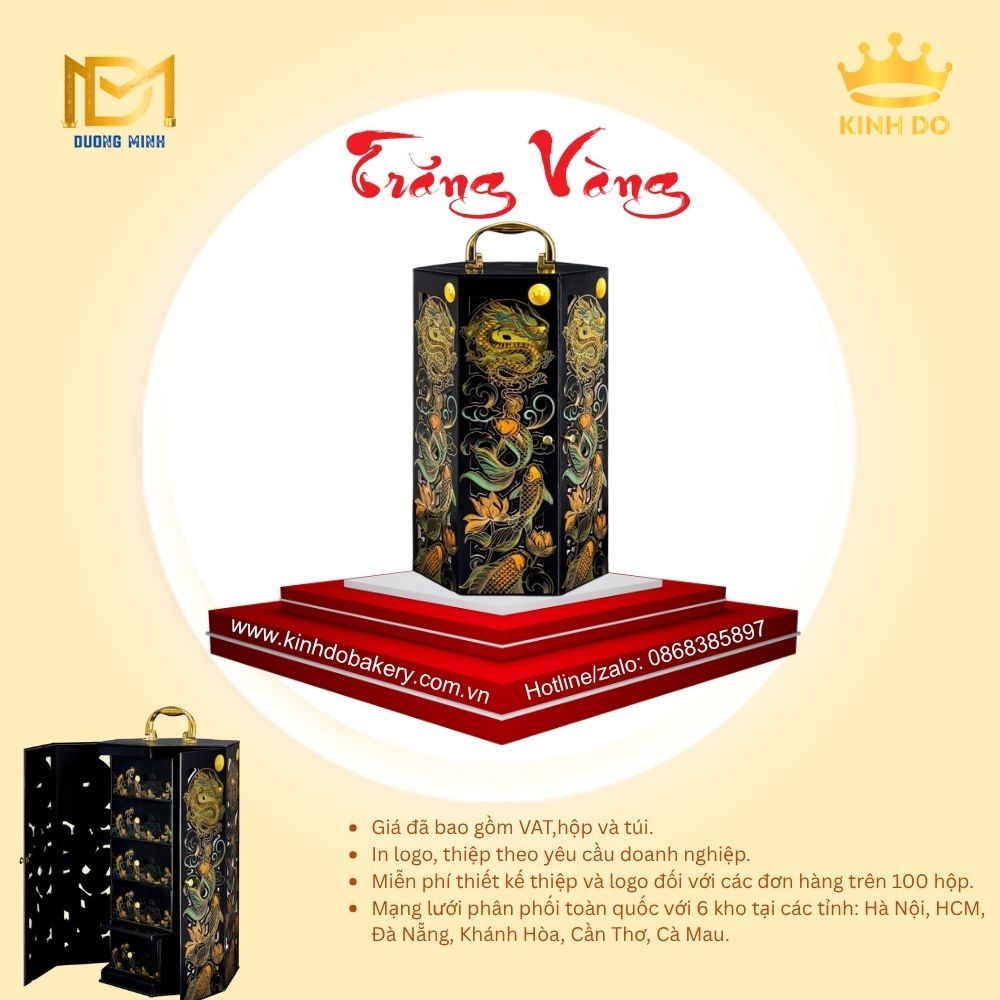 DUONG MINH
KINH DO
Trăng Vàng
www.kinhdobakery.com.vn
Hotline/zalo: 0868385897
• Giá đã bao gồm VAT,hộp và túi.
• In logo, thiệp theo yêu cầu doanh nghiệp.
• Miễn phí thiết kế thiệp và logo đối với các đơn hàng trên 100 hộp.
• Mạng lưới phân phối toàn quốc với 6 kho tại các tỉnh: Hà Nội, HCM,
Đà Nẵng, Khánh Hòa, Cần Thơ, Cà Mau.